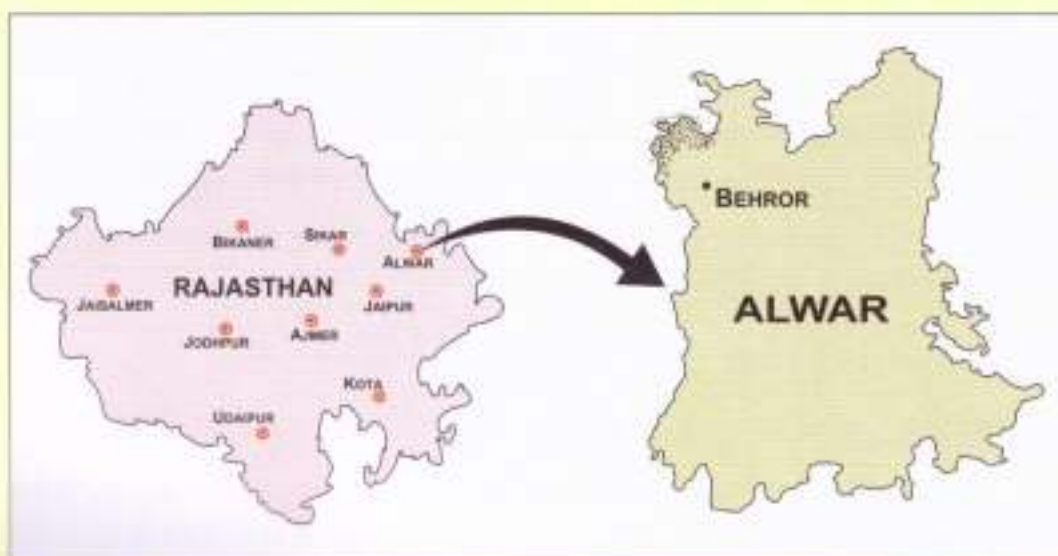 BIKANER
SIKAR
ALWAR
RAJASTHAN
JAISALMER
JAIPUR
AJMER
JODHPUR
KOTA
UDAIPUR
BEHROR
ALWAR